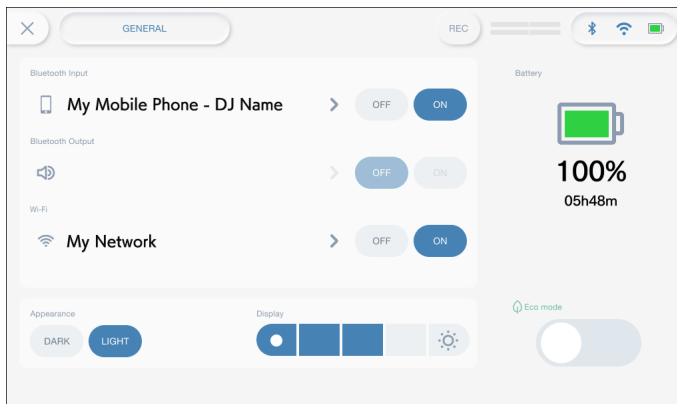 GENERAL
REC
Bluetooth Input
My Mobile Phone - DJ Name
OFF
ON
Bluetooth Output
OFF
ON
Wi-Fi
My Network
OFF
ON
Battery
100%
05h48m
Appearance
DARK
LIGHT
Display
Eco mode